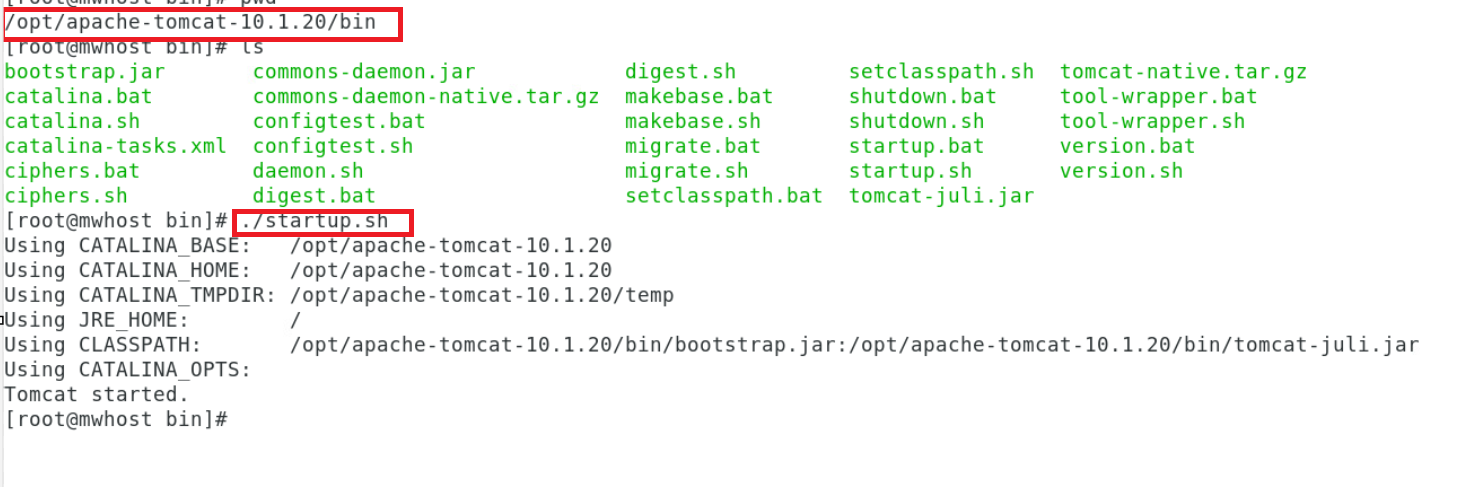 [root@mwhost bin]# pwd
/opt/apache-tomcat-10.1.20/bin
[root@mwhost bin]# ls
bootstrap.jar       commons-daemon.jar            digest.sh        setclasspath.sh  tomcat-native.tar.gz
catalina.bat        commons-daemon-native.tar.gz  makebase.bat     shutdown.bat     tool-wrapper.bat
catalina.sh         configtest.bat                makebase.sh      shutdown.sh      tool-wrapper.sh
catalina-tasks.xml  configtest.sh                 migrate.bat      startup.bat      version.bat
ciphers.bat         daemon.sh                     migrate.sh       startup.sh       version.sh
ciphers.sh          digest.bat                    setclasspath.bat tomcat-juli.jar
[root@mwhost bin]# ./startup.sh
Using CATALINA_BASE:   /opt/apache-tomcat-10.1.20
Using CATALINA_HOME:   /opt/apache-tomcat-10.1.20
Using CATALINA_TMPDIR: /opt/apache-tomcat-10.1.20/temp
Using JRE_HOME:        /
Using CLASSPATH:       /opt/apache-tomcat-10.1.20/bin/bootstrap.jar:/opt/apache-tomcat-10.1.20/bin/tomcat-juli.jar
Using CATALINA_OPTS:
Tomcat started.
[root@mwhost bin]#